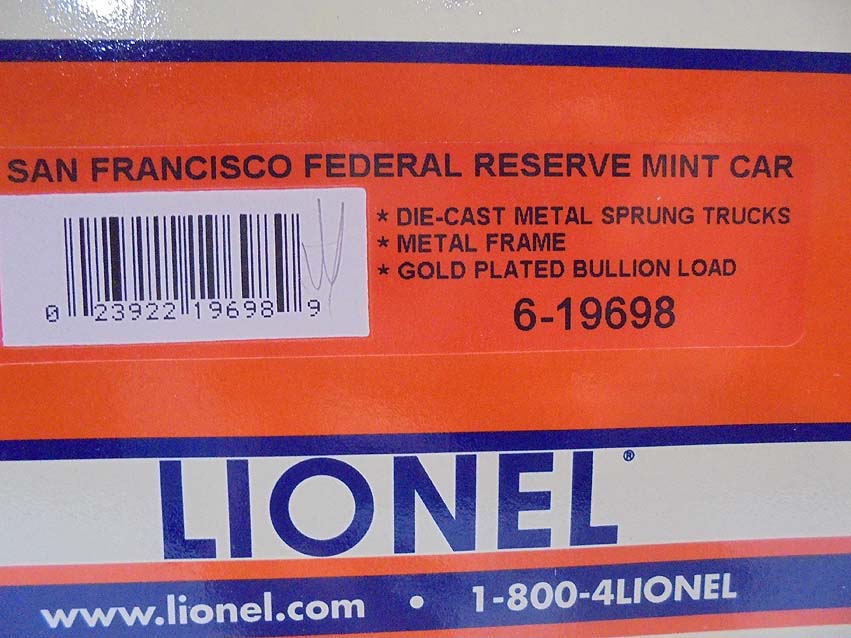 SAN FRANCISCO FEDERAL RESERVE MINT CAR
* DIE-CAST METAL SPRUNG TRUCKS
* METAL FRAME
* GOLD PLATED BULLION LOAD
0 23922 19698 9
6-19698
LIONEL®
www.lionel.com • 1-800-4LIONEL